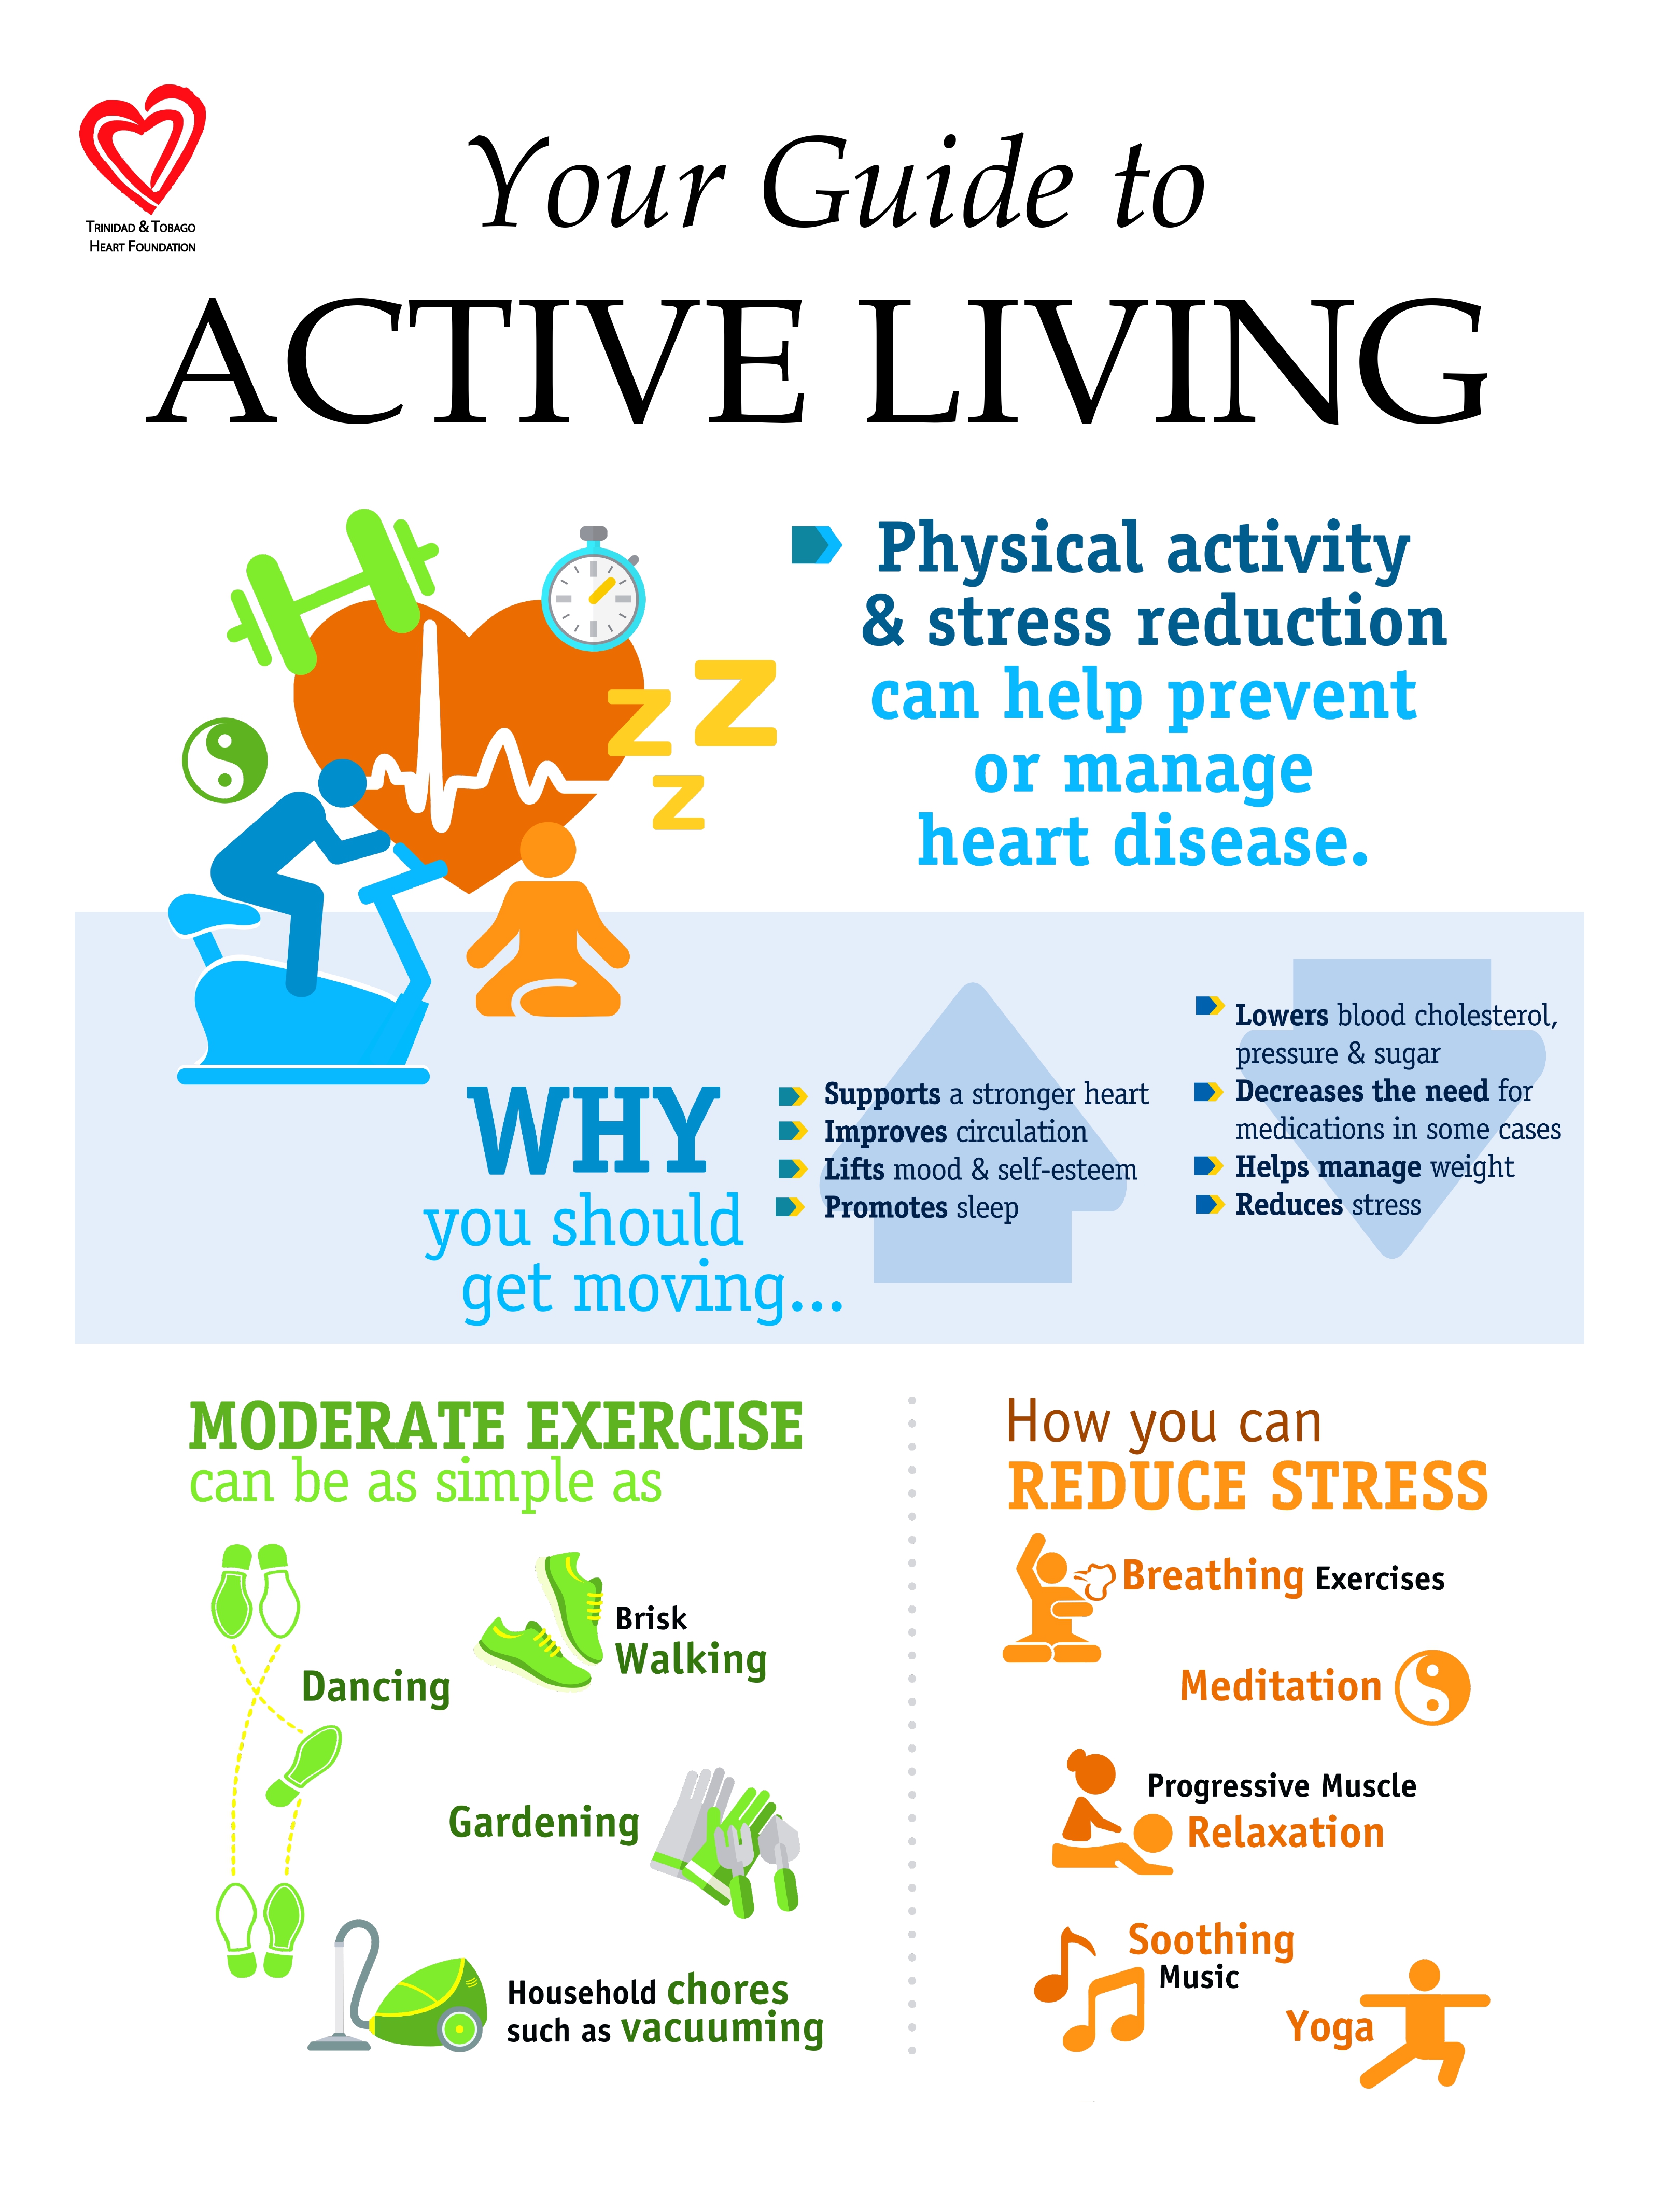 TRINIDAD & TOBAGO
HEART FOUNDATION
Your Guide to
ACTIVE LIVING
Physical activity
& stress reduction
can help prevent
or manage
heart disease.
z Z
z
WHY
you should
get moving...
Supports a stronger heart
Improves circulation
Lifts mood & self-esteem
Promotes sleep
Lowers blood cholesterol,
pressure & sugar
Decreases the need for
medications in some cases
Helps manage weight
Reduces stress
MODERATE EXERCISE
can be as simple as
Dancing
Brisk
Walking
Gardening
Household chores
such as vacuuming
How you can
REDUCE STRESS
Breathing Exercises
Meditation
Progressive Muscle
Relaxation
Soothing
Music
Yoga